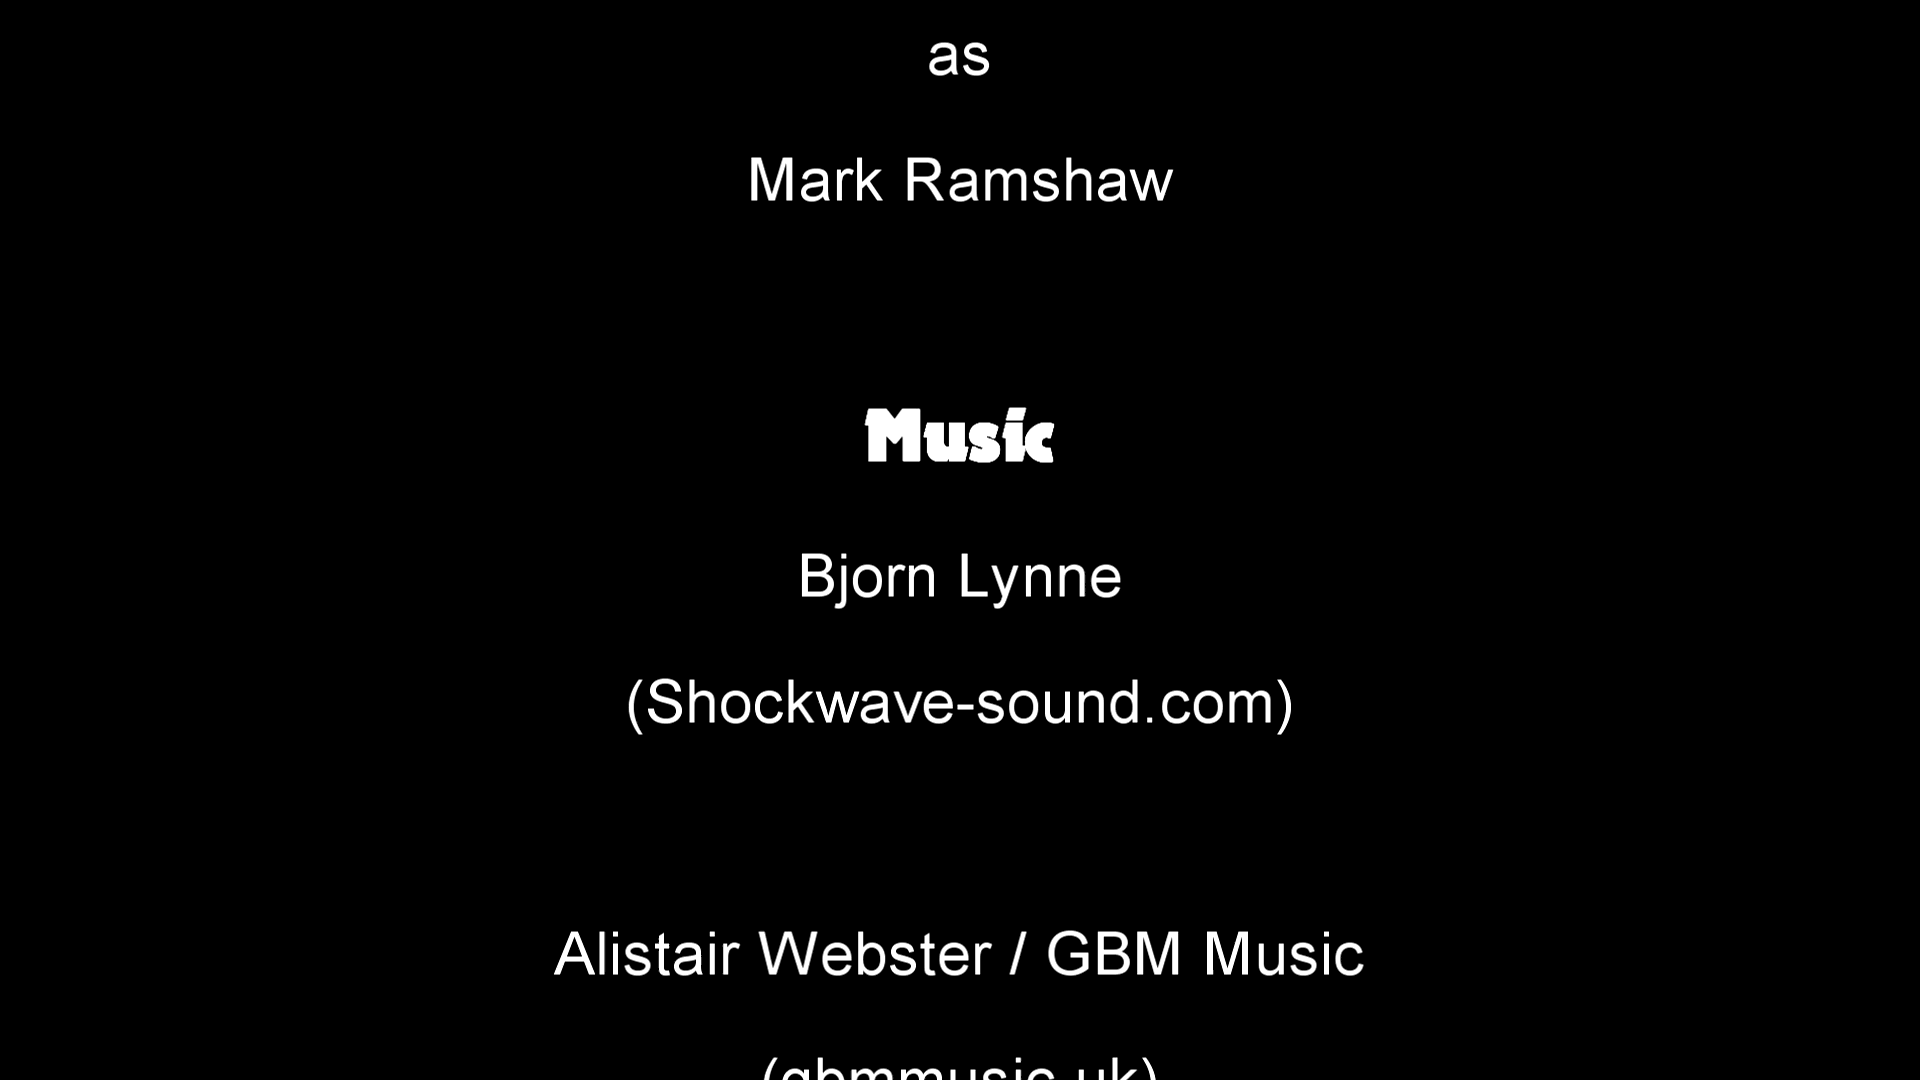 as
Mark Ramshaw
Music
Bjorn Lynne
(Shockwave-sound.com)
Alistair Webster / GBM Music
(gbmmusic.uk)